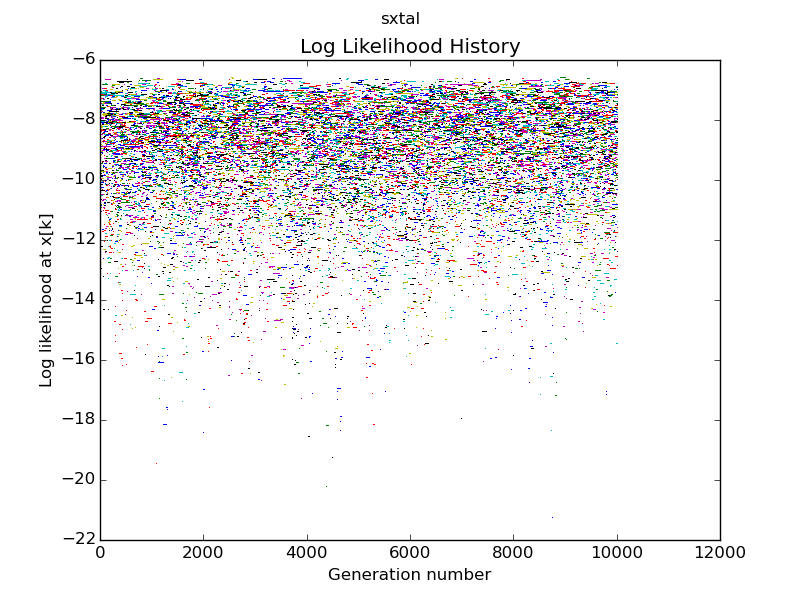 sxtal
Log Likelihood History
−6
−8
−10
−12
−14
−16
−18
−20
−22
Log likelihood at x[k]
0 2000 4000 6000 8000 10000 12000
Generation number